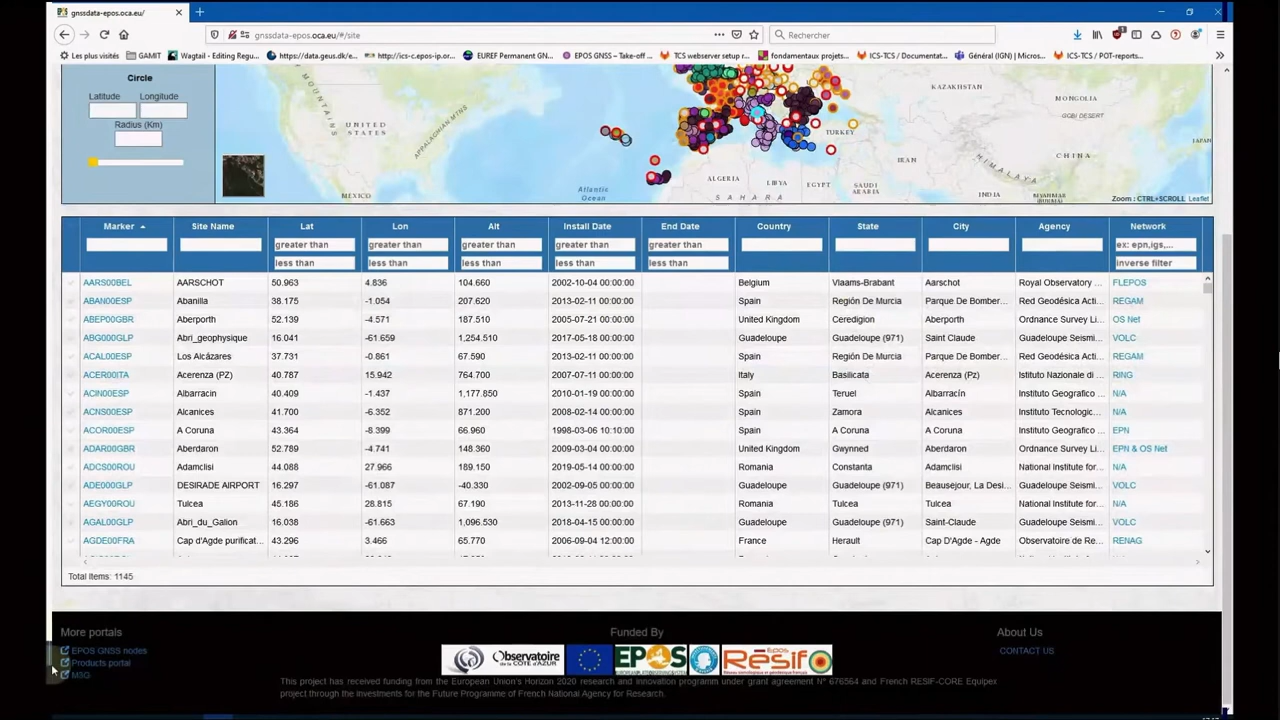 gnssdata-epos.oca.eu/
gnssdata-epos.oca.eu/#/site
Rechercher
Les plus visités GAMIT Wagtail - Editing Regu... https://data.geus.dk/e... http://ics-c.epos-ip.or... EUREF Permanent GN... EPOS GNSS – Take-off ... TCS webserver setup r... fondamentaux projets... ICS-TCS / Documentat... Général (IGN) | Micros... ICS-TCS / POT-reports...
Circle
Latitude Longitude
Radius (Km)
MOUNTAINS
UNITED STATES
APPALACHIAN MTNS
MEXICO
Atlantic Ocean
ALGERIA
LIBYA
EGYPT
SAHARA
SAUDI ARABIA
TURKEY
IRAN
KAZAKHSTAN
MONGOLIA
GOBI DESERT
CHINA
HIMALAYA
INDIA
Zoom : CTRL+SCROLL Leaflet
Marker Site Name Lat Lon Alt Install Date End Date Country State City Agency Network
greater than greater than greater than greater than greater than ex: epn,igs,...
less than less than less than less than less than inverse filter
AARS00BEL AARSCHOT 50.963 4.836 104.660 2002-10-04 00:00:00 Belgium Vlaams-Brabant Aarschot Royal Observatory ... FLEPOS
ABAN00ESP Abanilla 38.175 -1.054 207.620 2013-02-11 00:00:00 Spain Región De Murcia Parque De Bomber... Red Geodésica Acti... REGAM
ABEP00GBR Aberporth 52.139 -4.571 187.510 2005-07-21 00:00:00 United Kingdom Ceredigion Aberporth Ordnance Survey Li... OS Net
ABG000GLP Abri_geophysique 16.041 -61.659 1,254.510 2017-05-18 00:00:00 Guadeloupe Guadeloupe (971) Saint Claude Guadeloupe Seismi... VOLC
ACAL00ESP Los Alcázares 37.731 -0.861 67.590 2013-02-11 00:00:00 Spain Región De Murcia Parque De Bomber... Red Geodésica Acti... REGAM
ACER00ITA Acerenza (PZ) 40.787 15.942 764.700 2007-07-11 00:00:00 Italy Basilicata Acerenza (Pz) Istituto Nazionale di ... RING
ACIN00ESP Albarracin 40.409 -1.437 1,177.850 2010-01-19 00:00:00 Spain Teruel Albarracín Instituto Geografico ... N/A
ACNS00ESP Alcanices 41.700 -6.352 871.200 2008-02-14 00:00:00 Spain Zamora Alcanices Instituto Tecnologic... N/A
ACOR00ESP A Coruna 43.364 -8.399 66.960 1998-03-06 10:10:00 Spain A Coruna A Coruna Instituto Geografico ... EPN
ADAR00GBR Aberdaron 52.789 -4.741 148.360 2009-03-04 00:00:00 United Kingdom Gwynned Aberdaron Ordnance Survey Li... EPN & OS Net
ADCS00ROU Adamclisi 44.088 27.966 189.150 2019-05-14 00:00:00 Romania Constanta Adamclisi National Institute for... N/A
ADE000GLP DESIRADE AIRPORT 16.297 -61.087 -40.330 2002-09-05 00:00:00 Guadeloupe Guadeloupe (971) Beausejour, La Desi... Guadeloupe Seismi... VOLC
AEGY00ROU Tulcea 45.186 28.815 67.190 2013-11-28 00:00:00 Romania Tulcea Tulcea National Institute for... N/A
AGAL00GLP Abri_du_Galion 16.038 -61.663 1,096.530 2018-04-15 00:00:00 Guadeloupe Guadeloupe (971) Saint-Claude Guadeloupe Seismi... VOLC
AGDE00FRA Cap d'Agde purificat... 43.296 3.466 65.770 2006-09-04 12:00:00 France Herault Cap D'Agde - Agde Observatoire de Re... RENAG
Total Items: 1145
More portals Funded By About Us
EPOS GNSS nodes
Products portal
M3G
Observatoire de la CÔTE d'AZUR
EPOS
Résif
CONTACT US
This project has received funding from the European Union's Horizon 2020 research and innovation programm under grant agreement N° 676564 and French RESIF-CORE Equipex
project through the Investments for the Future Programme of French National Agency for Research.